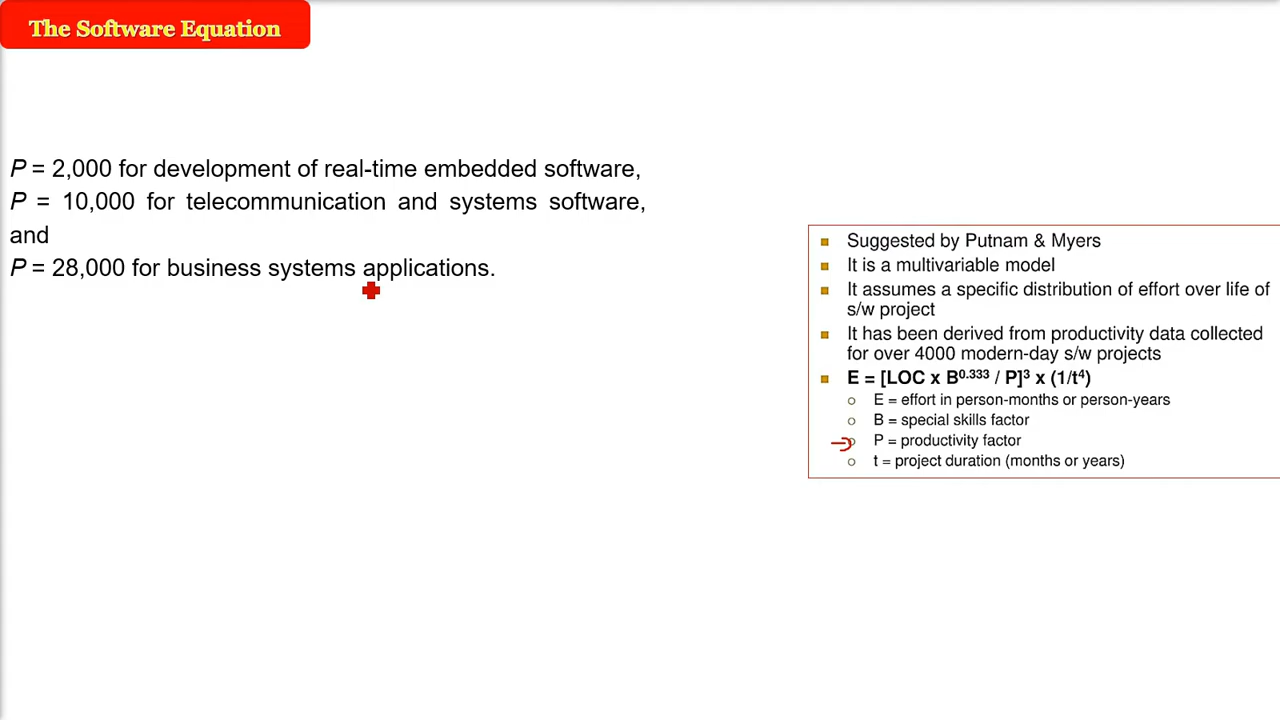 The Software Equation
P = 2,000 for development of real-time embedded software,
P = 10,000 for telecommunication and systems software,
and
P = 28,000 for business systems applications.
Suggested by Putnam & Myers
It is a multivariable model
It assumes a specific distribution of effort over life of
s/w project
It has been derived from productivity data collected
for over 4000 modern-day s/w projects
E = [LOC x B⁰·³³³ / P]³ x (1/t⁴)
E = effort in person-months or person-years
B = special skills factor
P = productivity factor
t = project duration (months or years)